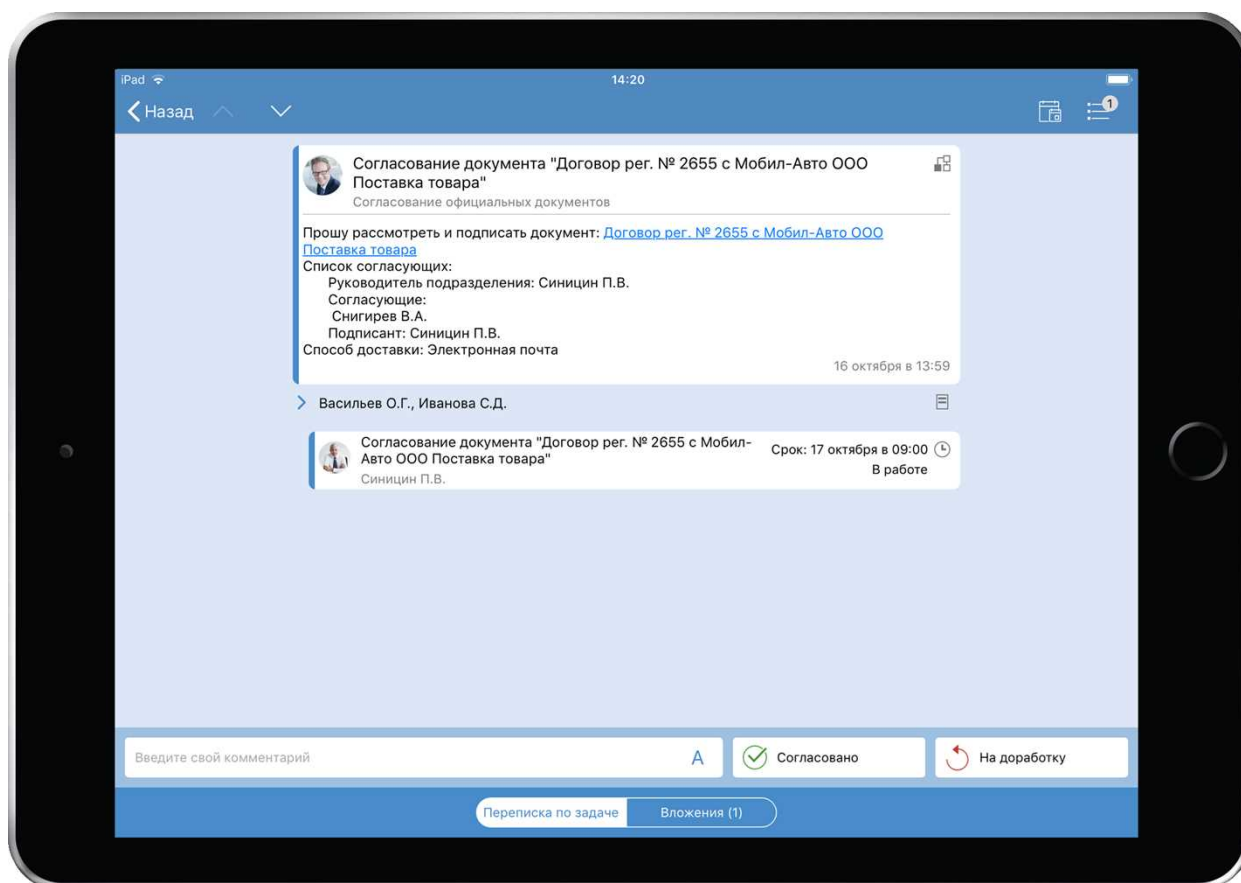 iPad 14:20
Назад
1
Согласование документа "Договор рег. № 2655 с Мобил-Авто ООО
Поставка товара"
Согласование официальных документов
Прошу рассмотреть и подписать документ: Договор рег. № 2655 с Мобил-Авто ООО
Поставка товара
Список согласующих:
Руководитель подразделения: Синицин П.В.
Согласующие:
Снигирев В.А.
Подписант: Синицин П.В.
Способ доставки: Электронная почта
16 октября в 13:59
Васильев О.Г., Иванова С.Д.
Согласование документа "Договор рег. № 2655 с Мобил-
Авто ООО Поставка товара"
Синицин П.В.
Срок: 17 октября в 09:00
В работе
Введите свой комментарий
A
Согласовано
На доработку
Переписка по задаче
Вложения (1)